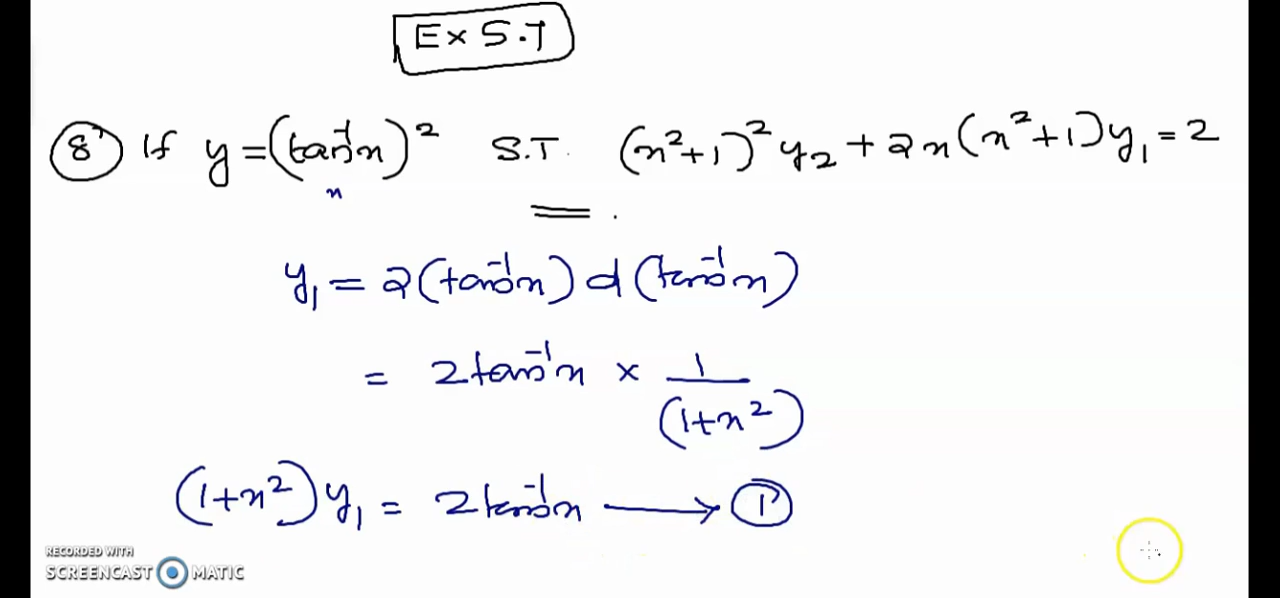 Ex 5.7
8 If y = (tan⁻¹x)² S.T. (x²+1)² y₂ + 2x(x²+1)y₁ = 2
x
y₁ = 2(tan⁻¹x) d(tan⁻¹x)
= 2tan⁻¹x × 1/(1+x²)
(1+x²)y₁ = 2tan⁻¹x → 1
RECORDED WITH
SCREENCAST MATIC